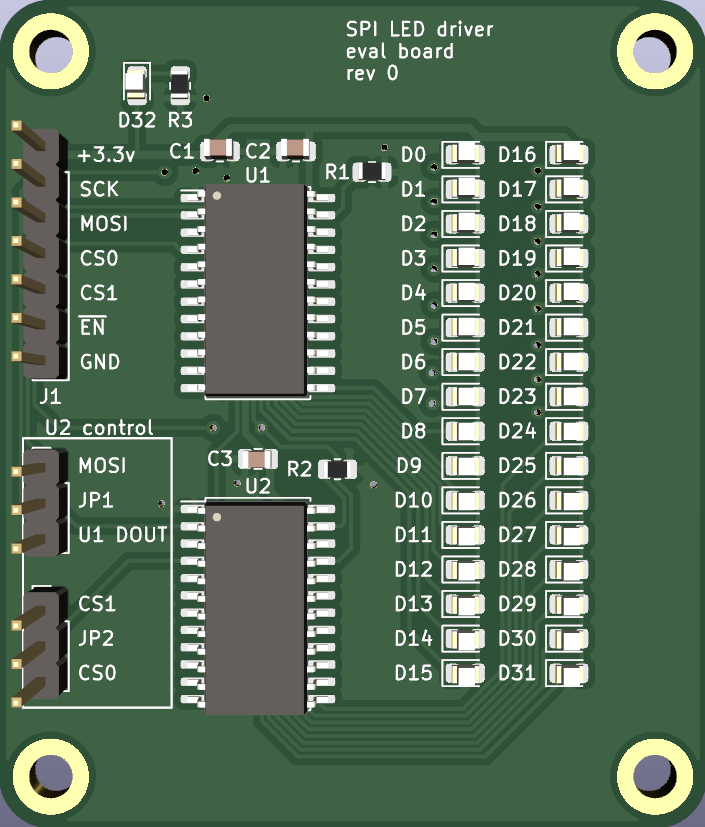 SPI LED driver
eval board
rev 0
D32 R3
+3.3v
SCK
MOSI
CS0
CS1
EN
GND
J1
C1 C2
U1
R1
D0 D16
D1 D17
D2 D18
D3 D19
D4 D20
D5 D21
D6 D22
D7 D23
D8 D24
D9 D25
D10 D26
D11 D27
D12 D28
D13 D29
D14 D30
D15 D31
U2 control
MOSI
JP1
U1 DOUT
CS1
JP2
CS0
C3
U2
R2